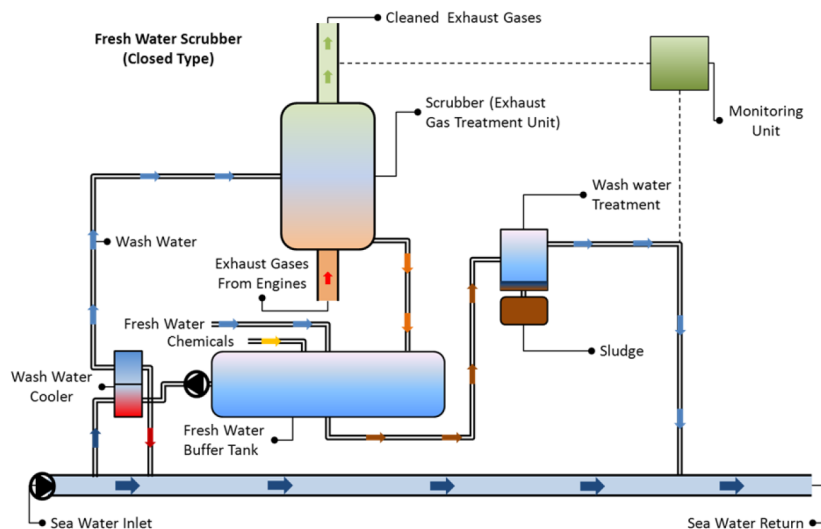 Cleaned Exhaust Gases
Fresh Water Scrubber
(Closed Type)
Scrubber (Exhaust
Gas Treatment Unit)
Monitoring
Unit
Wash water
Treatment
Wash Water
Exhaust Gases
From Engines
Fresh Water
Chemicals
Sludge
Wash Water
Cooler
Fresh Water
Buffer Tank
Sea Water Inlet
Sea Water Return